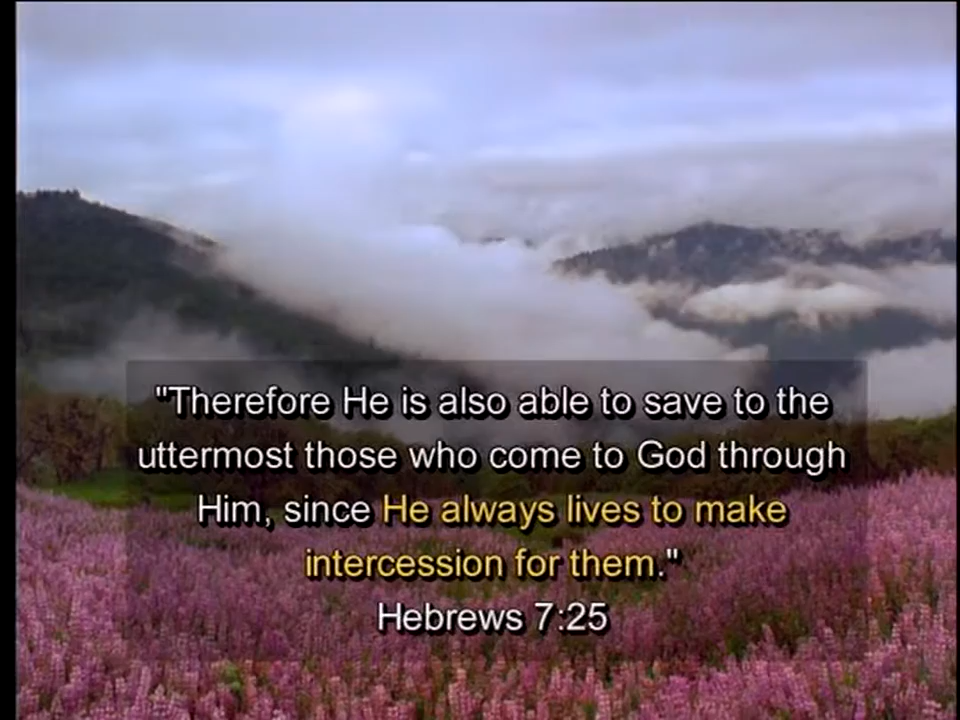 "Therefore He is also able to save to the
uttermost those who come to God through
Him, since He always lives to make
intercession for them."
Hebrews 7:25